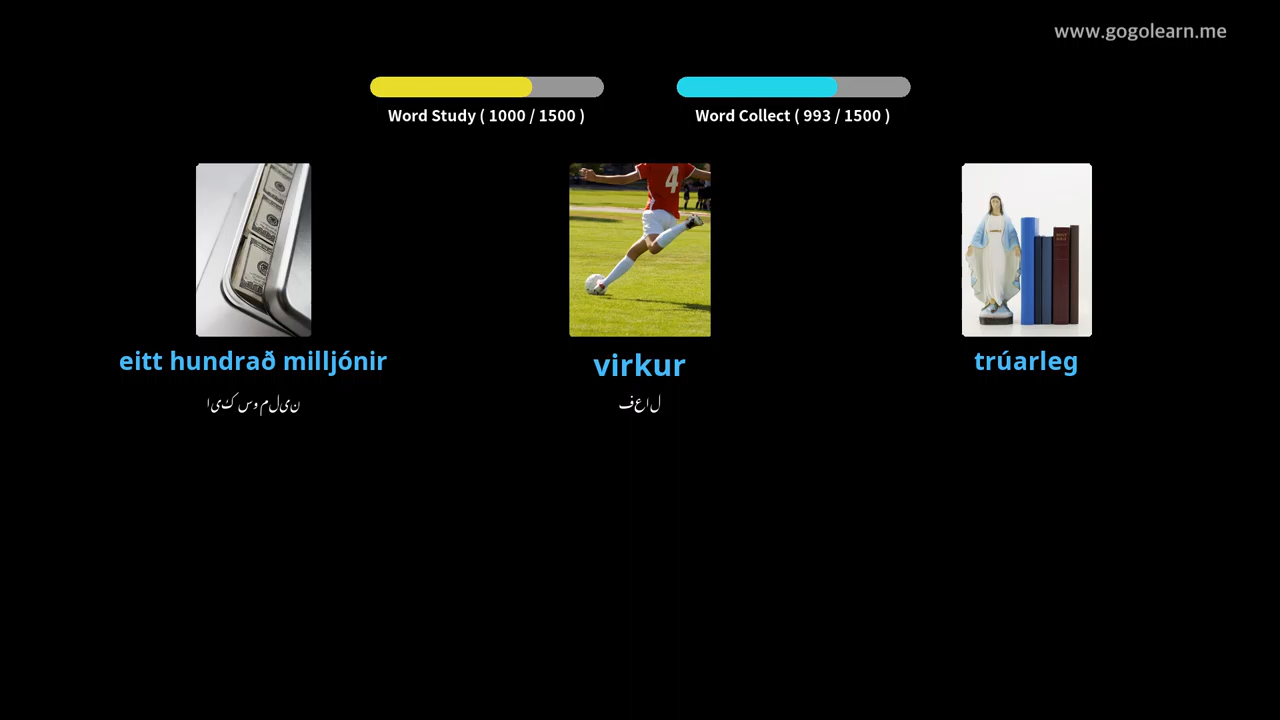 www.gogolearn.me
Word Study ( 1000 / 1500 )
Word Collect ( 993 / 1500 )
eitt hundrað milljónir
ایک سو ملین
virkur
فعال
trúarleg